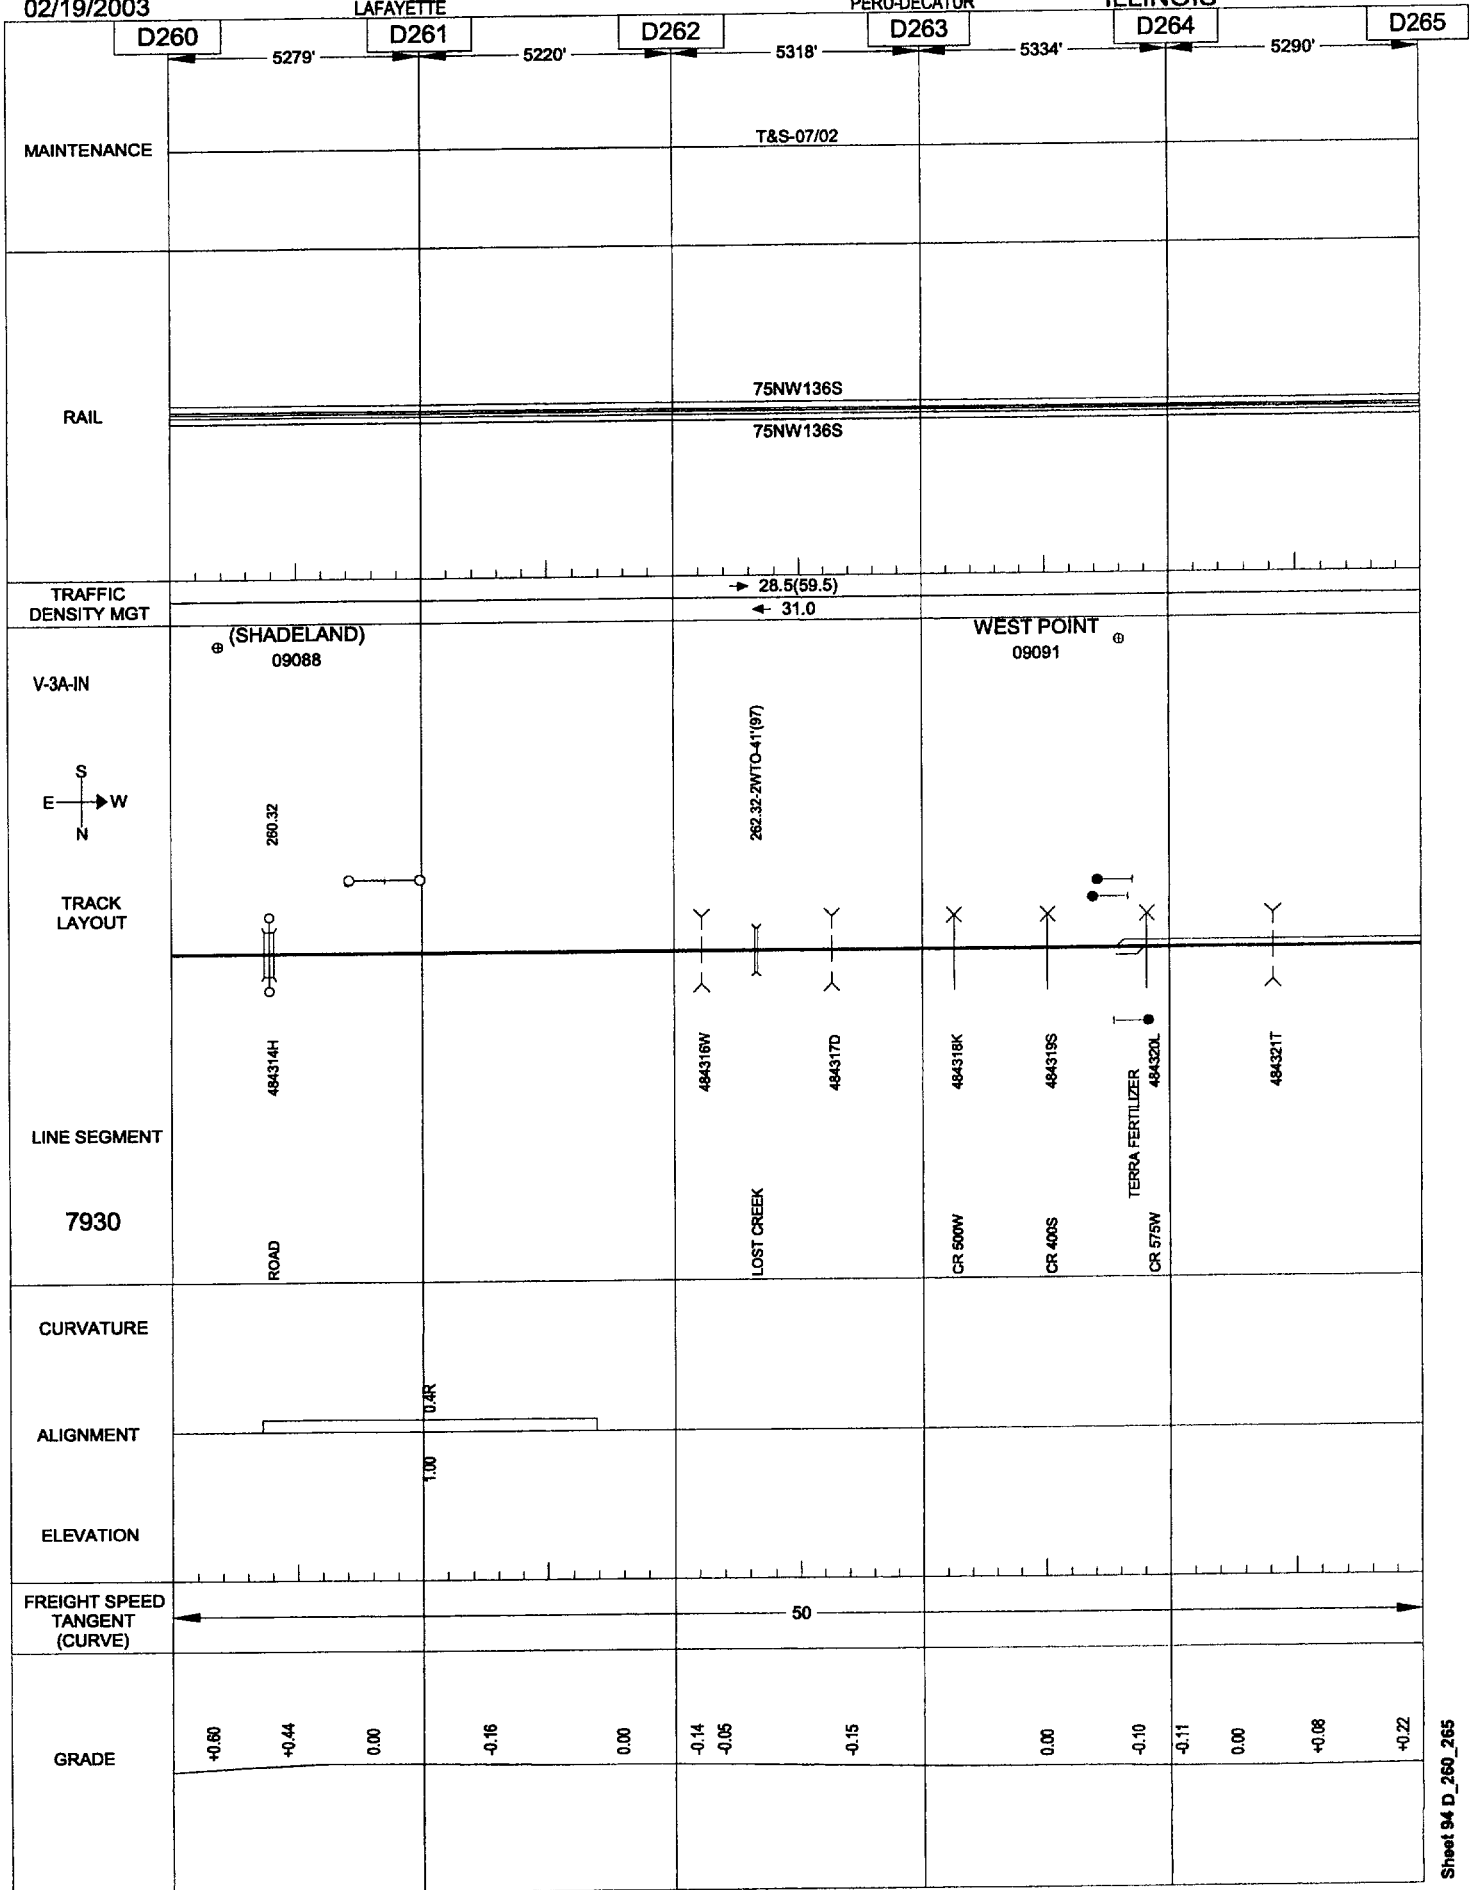 02/19/2003
LAFAYETTE
PERU-DECATUR
ILLINOIS
D260
D261
D262
D263
D264
D265
5279'
5220'
5318'
5334'
5290'
MAINTENANCE
T&S-07/02
RAIL
75NW136S
75NW136S
TRAFFIC
DENSITY MGT
28.5(59.5)
31.0
(SHADELAND)
09088
WEST POINT
09091
V-3A-IN
S
E
W
N
260.32
262.32-2WTO-41'(97)
TRACK
LAYOUT
484314H
484316W
484317D
484318K
484319S
484320L
484321T
TERRA FERTILIZER
LINE SEGMENT
7930
ROAD
LOST CREEK
CR 500W
CR 400S
CR 575W
CURVATURE
0.4R
ALIGNMENT
1.00
ELEVATION
FREIGHT SPEED
TANGENT
(CURVE)
50
GRADE
+0.60
+0.44
0.00
-0.16
0.00
-0.14
-0.05
-0.15
0.00
-0.10
-0.11
0.00
+0.08
+0.22
Sheet 94 D_260_265